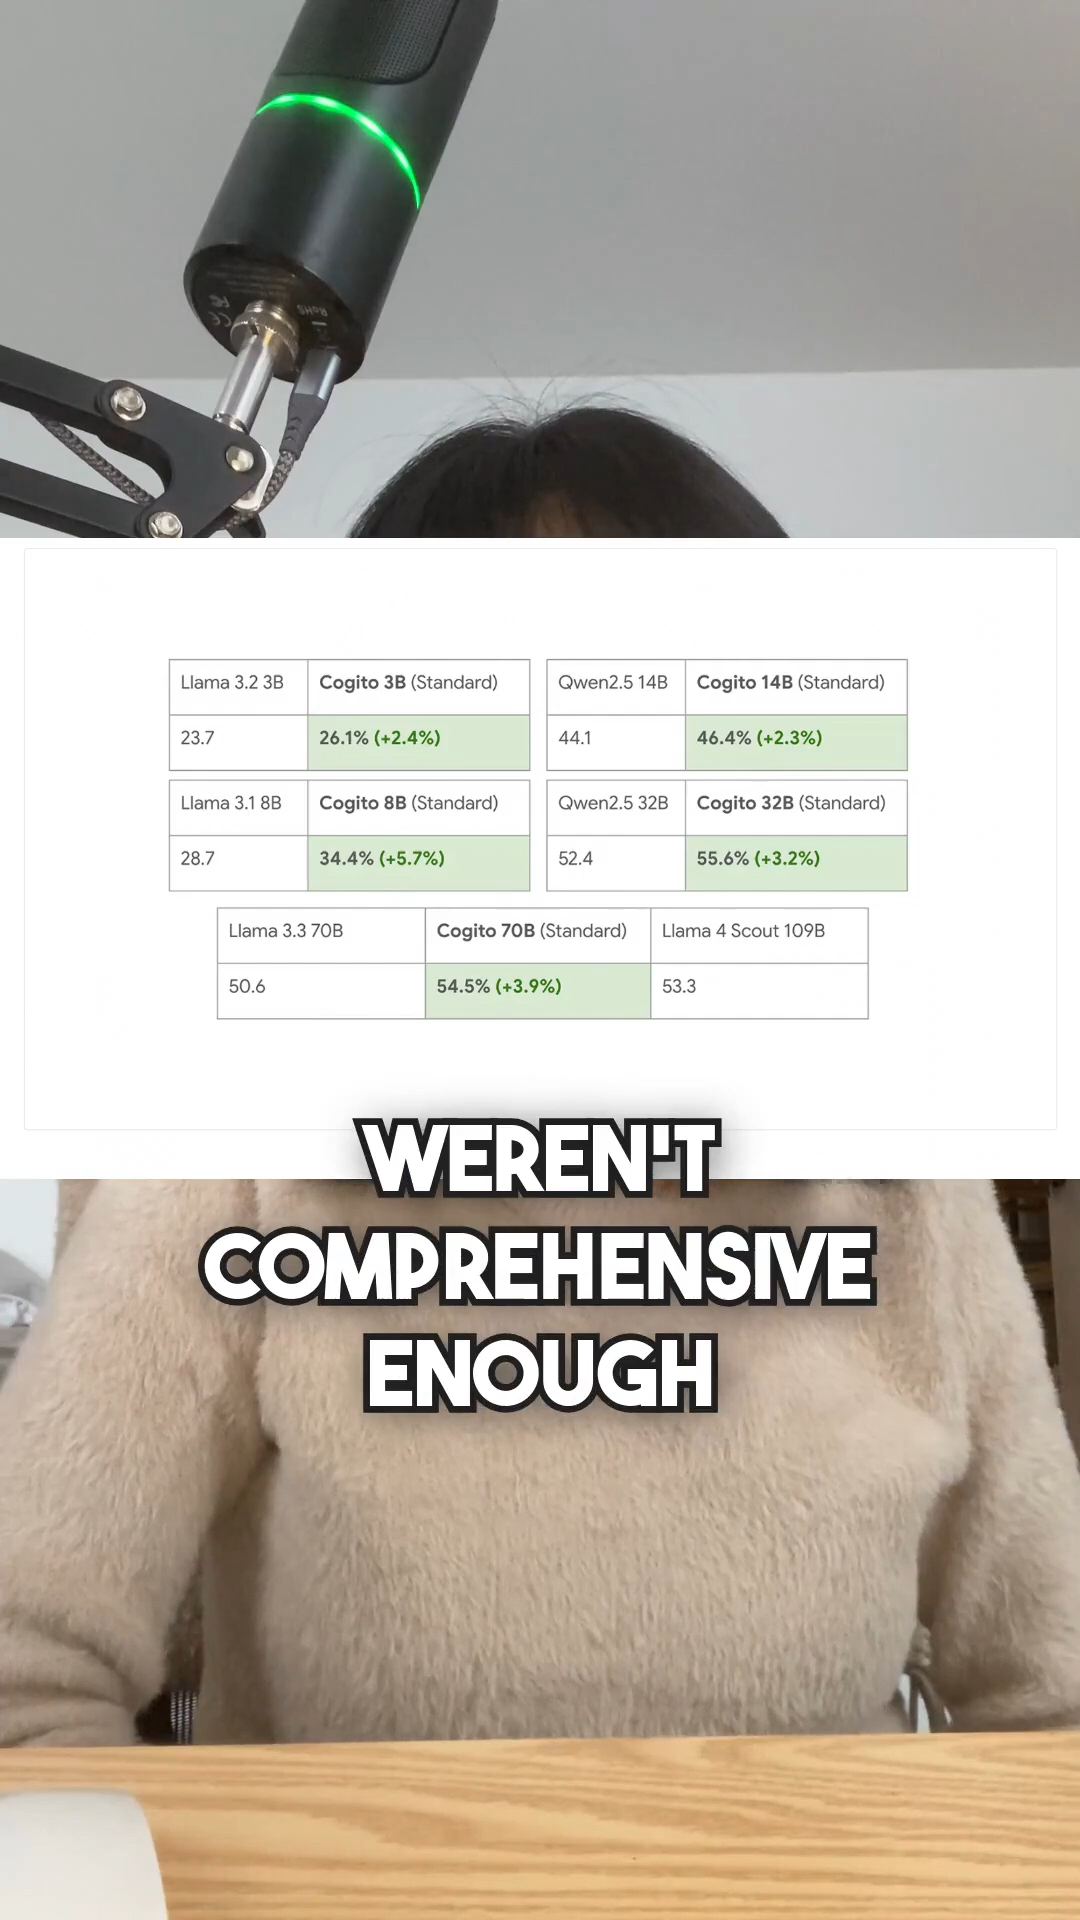 RoHS
CE
Llama 3.2 3B Cogito 3B (Standard)
23.7 26.1% (+2.4%)
Qwen2.5 14B Cogito 14B (Standard)
44.1 46.4% (+2.3%)
Llama 3.1 8B Cogito 8B (Standard)
28.7 34.4% (+5.7%)
Qwen2.5 32B Cogito 32B (Standard)
52.4 55.6% (+3.2%)
Llama 3.3 70B Cogito 70B (Standard) Llama 4 Scout 109B
50.6 54.5% (+3.9%) 53.3
WEREN'T
COMPREHENSIVE
ENOUGH